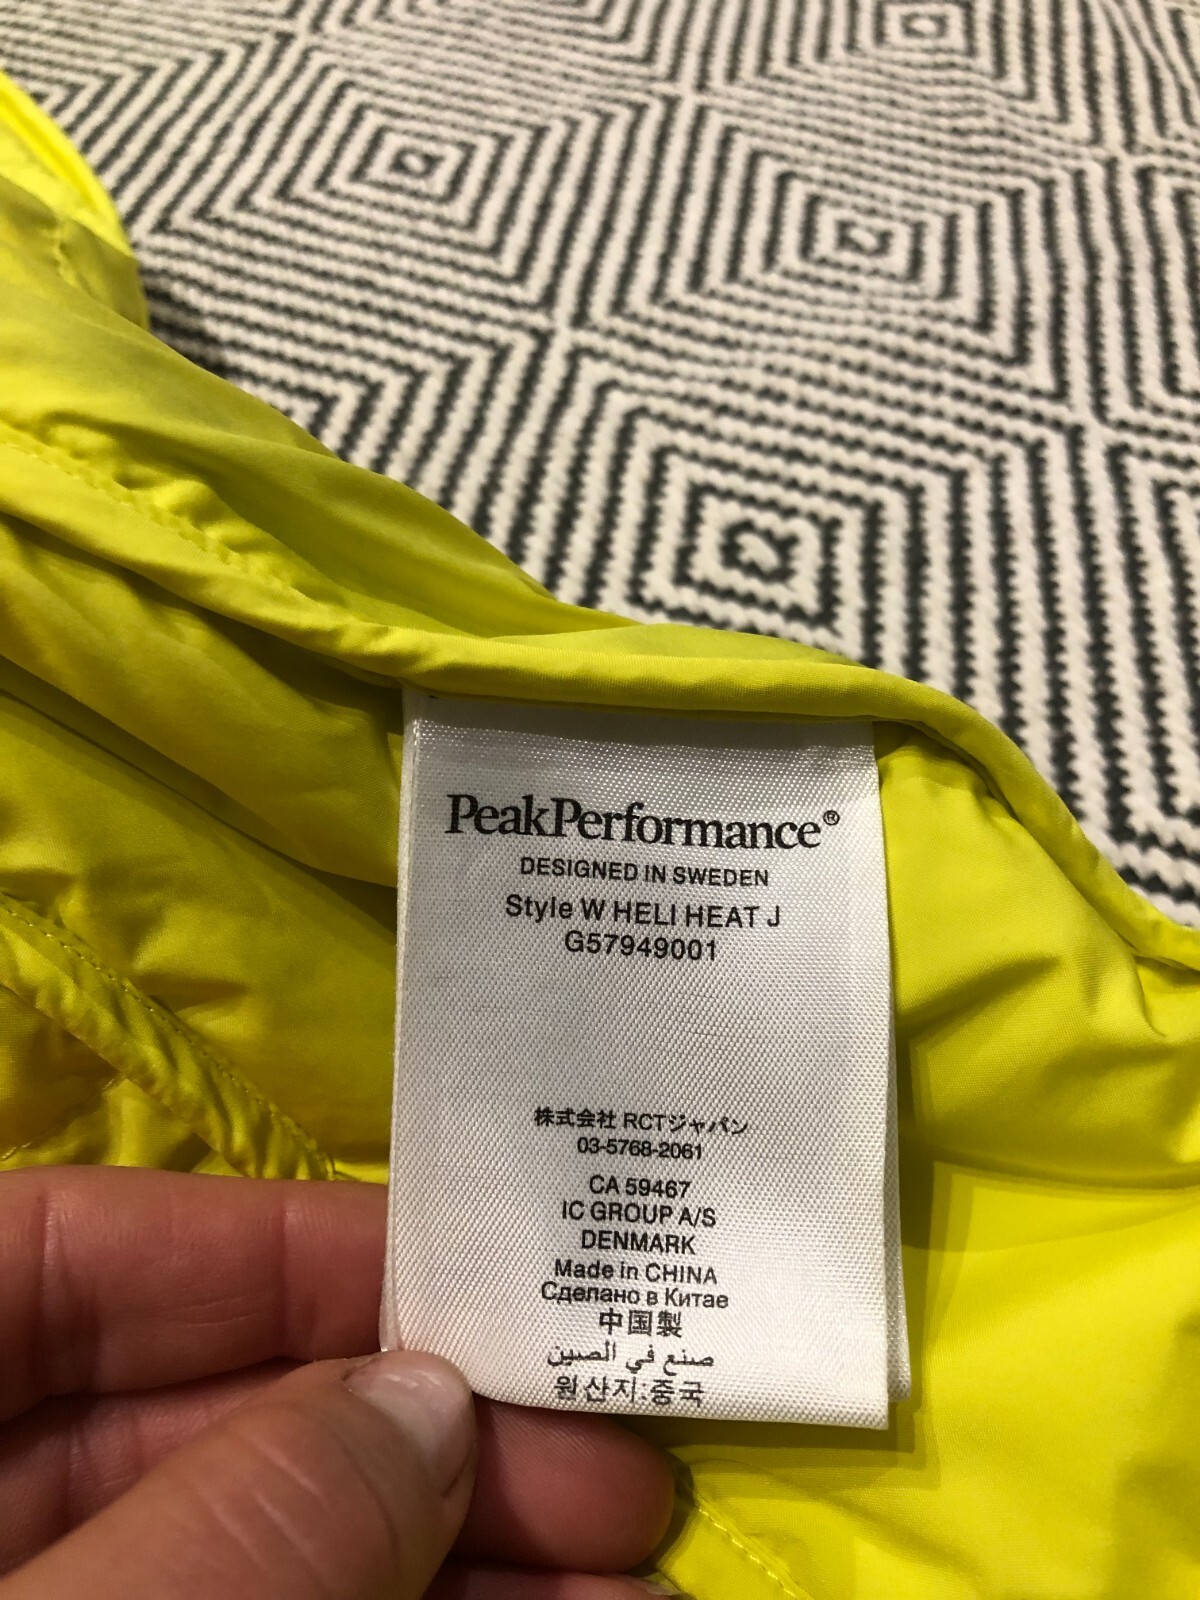 PeakPerformance®
DESIGNED IN SWEDEN
Style W HELI HEAT J
G57949001
株式会社 RCTジャパン
03-5768-2061
CA 59467
IC GROUP A/S
DENMARK
Made in CHINA
Сделано в Китае
中国製
صنع في الصين
원산지:중국